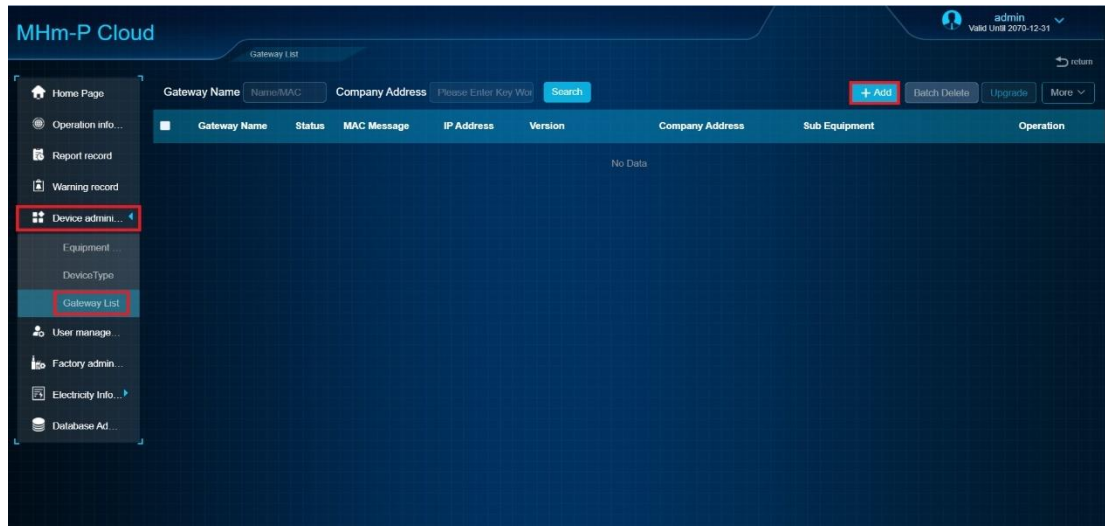 MHm-P Cloud
admin
Valid Until 2070-12-31
Gateway List
return
Home Page
Operation info...
Report record
Warning record
Device admini...
Equipment ...
DeviceType
Gateway List
User manage...
Factory admin...
Electricity Info...
Database Ad...
Gateway Name Name/MAC Company Address Please Enter Key Wor Search + Add Batch Delete Upgrade More
Gateway Name Status MAC Message IP Address Version Company Address Sub Equipment Operation
No Data